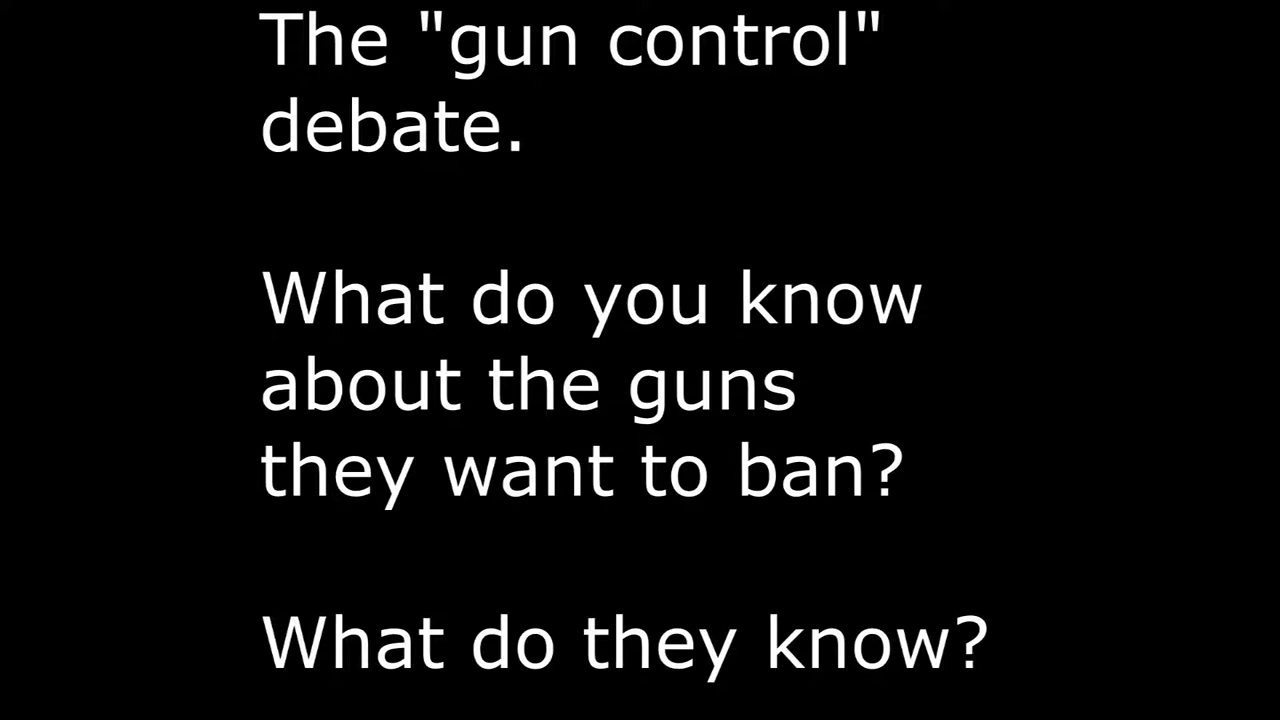 The "gun control"
debate.
What do you know
about the guns
they want to ban?
What do they know?